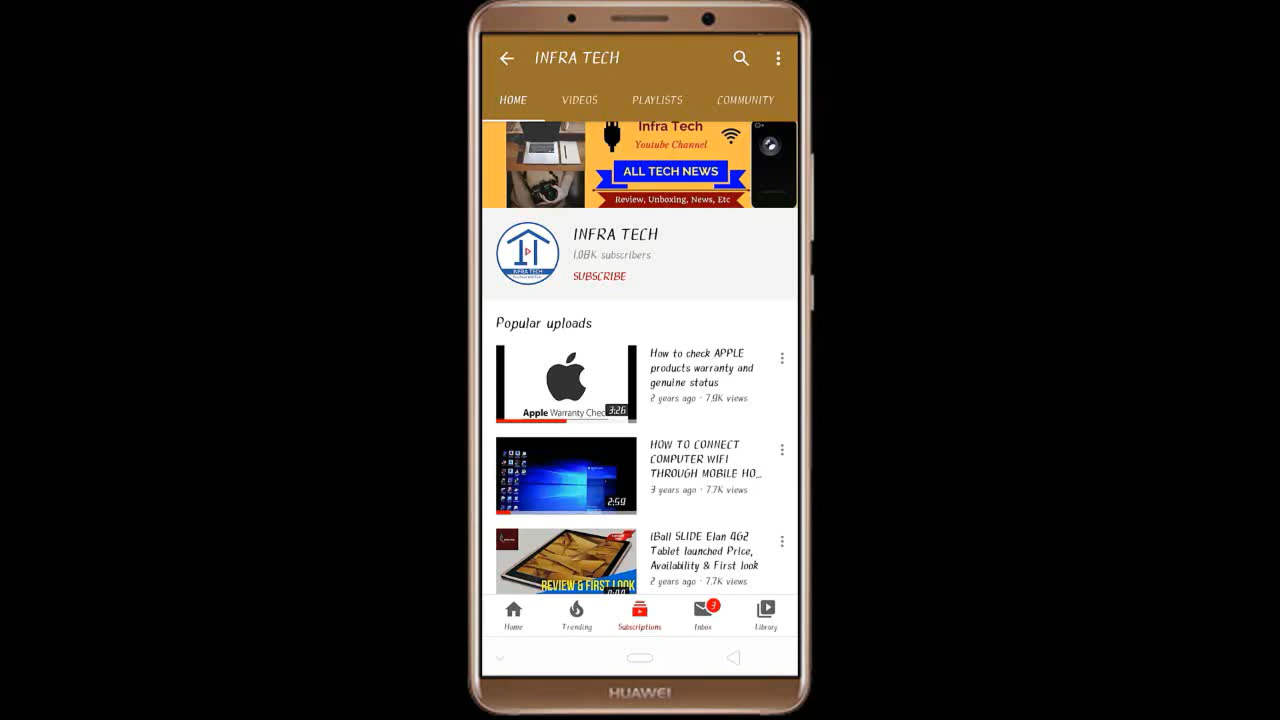 INFRA TECH
HOME VIDEOS PLAYLISTS COMMUNITY
Infra Tech
Youtube Channel
ALL TECH NEWS
Review, Unboxing, News, Etc
INFRA TECH
1.08K subscribers
SUBSCRIBE
INFRA TECH
Popular uploads
How to check APPLE
products warranty and
genuine status
2 years ago · 7.9K views
3:26
Apple Warranty Chec
HOW TO CONNECT
COMPUTER WIFI
THROUGH MOBILE HO...
3 years ago · 7.7K views
2:59
iBall SLIDE Elan 4G2
Tablet launched Price,
Availability & First look
2 years ago · 7.7K views
REVIEW & FIRST LOOK
Home Trending Subscriptions Inbox Library
3
HUAWEI